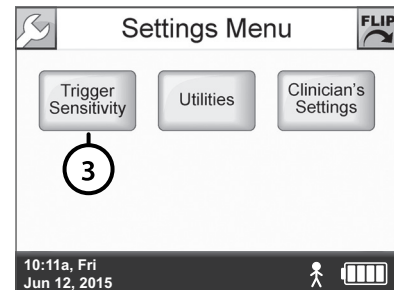 Settings Menu
FLIP
Trigger
Sensitivity
Utilities
Clinician's
Settings
3
10:11a, Fri
Jun 12, 2015